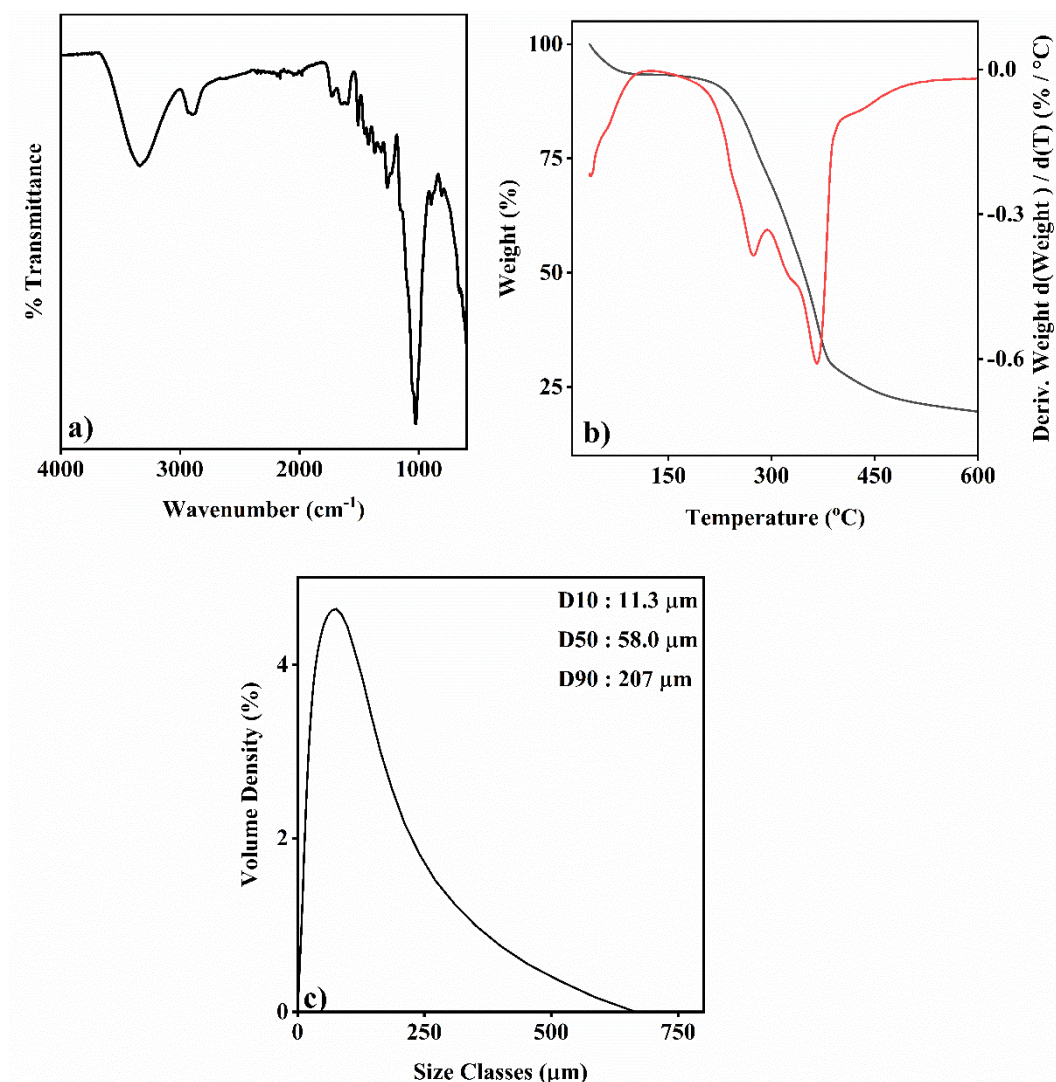 % Transmittance
a)
4000
3000
2000
1000
Wavenumber (cm⁻¹)
Weight (%)
100
75
50
25
b)
0.0
-0.3
-0.6
Deriv. Weight d(Weight ) / d(T) (% / °C)
150
300
450
600
Temperature (°C)
Volume Density (%)
4
2
0
D10 : 11.3 µm
D50 : 58.0 µm
D90 : 207 µm
c)
0
250
500
750
Size Classes (µm)